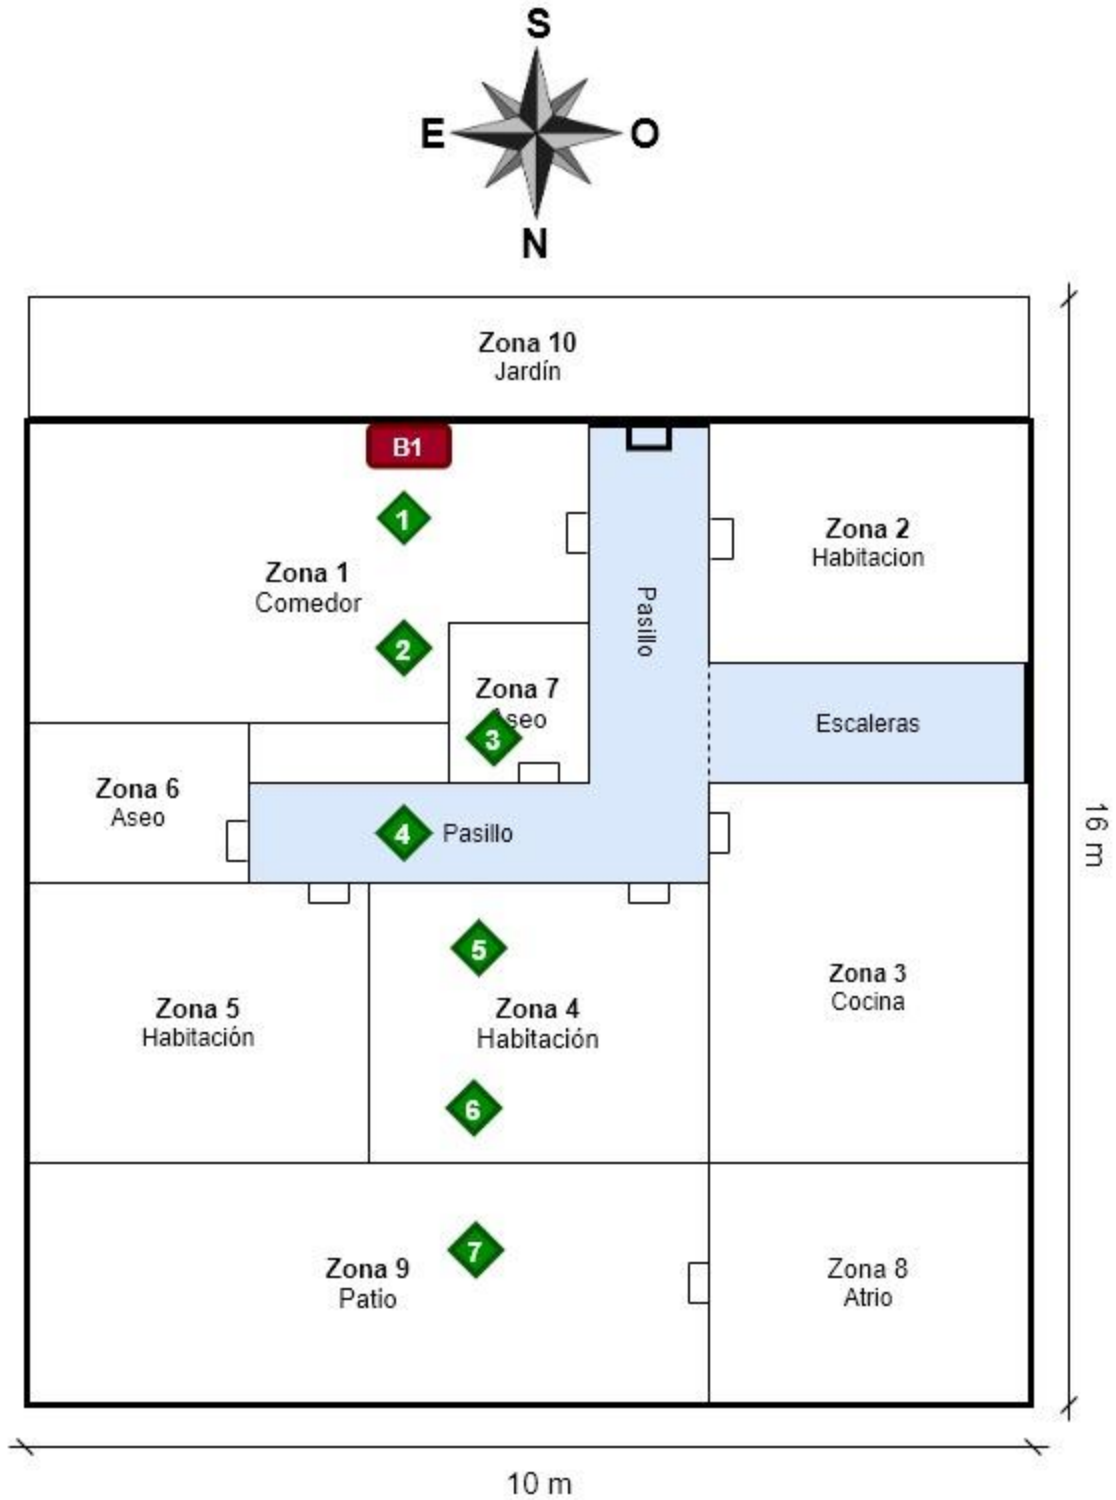 S
E
O
N
Zona 10
Jardín
B1
1
Zona 2
Habitacion
Zona 1
Comedor
Pasillo
2
Zona 7
Aseo
3
Escaleras
Zona 6
Aseo
4
Pasillo
16 m
5
Zona 3
Cocina
Zona 5
Habitación
Zona 4
Habitación
6
7
Zona 9
Patio
Zona 8
Atrio
10 m